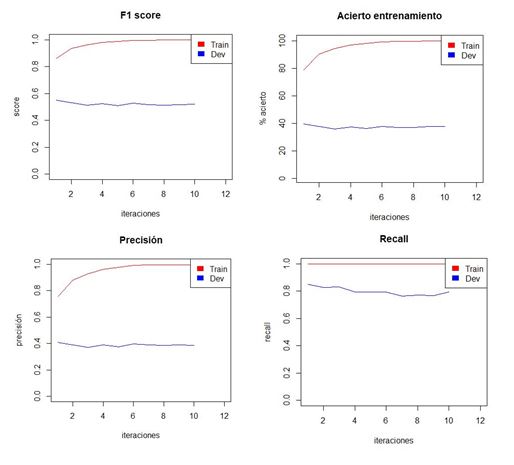 F1 score
score
0.0 0.2 0.4 0.6 0.8 1.0
Train
Dev
2 4 6 8 10 12
iteraciones
Acierto entrenamiento
% acierto
0 20 40 60 80 100
Train
Dev
2 4 6 8 10 12
iteraciones
Precisión
precisión
0.0 0.2 0.4 0.6 0.8 1.0
Train
Dev
2 4 6 8 10 12
iteraciones
Recall
recall
0.0 0.2 0.4 0.6 0.8 1.0
Train
Dev
2 4 6 8 10 12
iteraciones